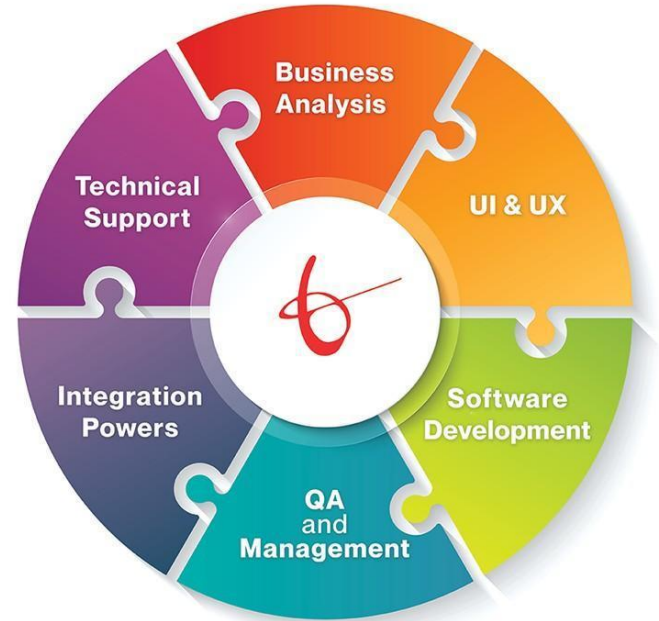 Business
Analysis
UI & UX
Software
Development
QA
and
Management
Integration
Powers
Technical
Support